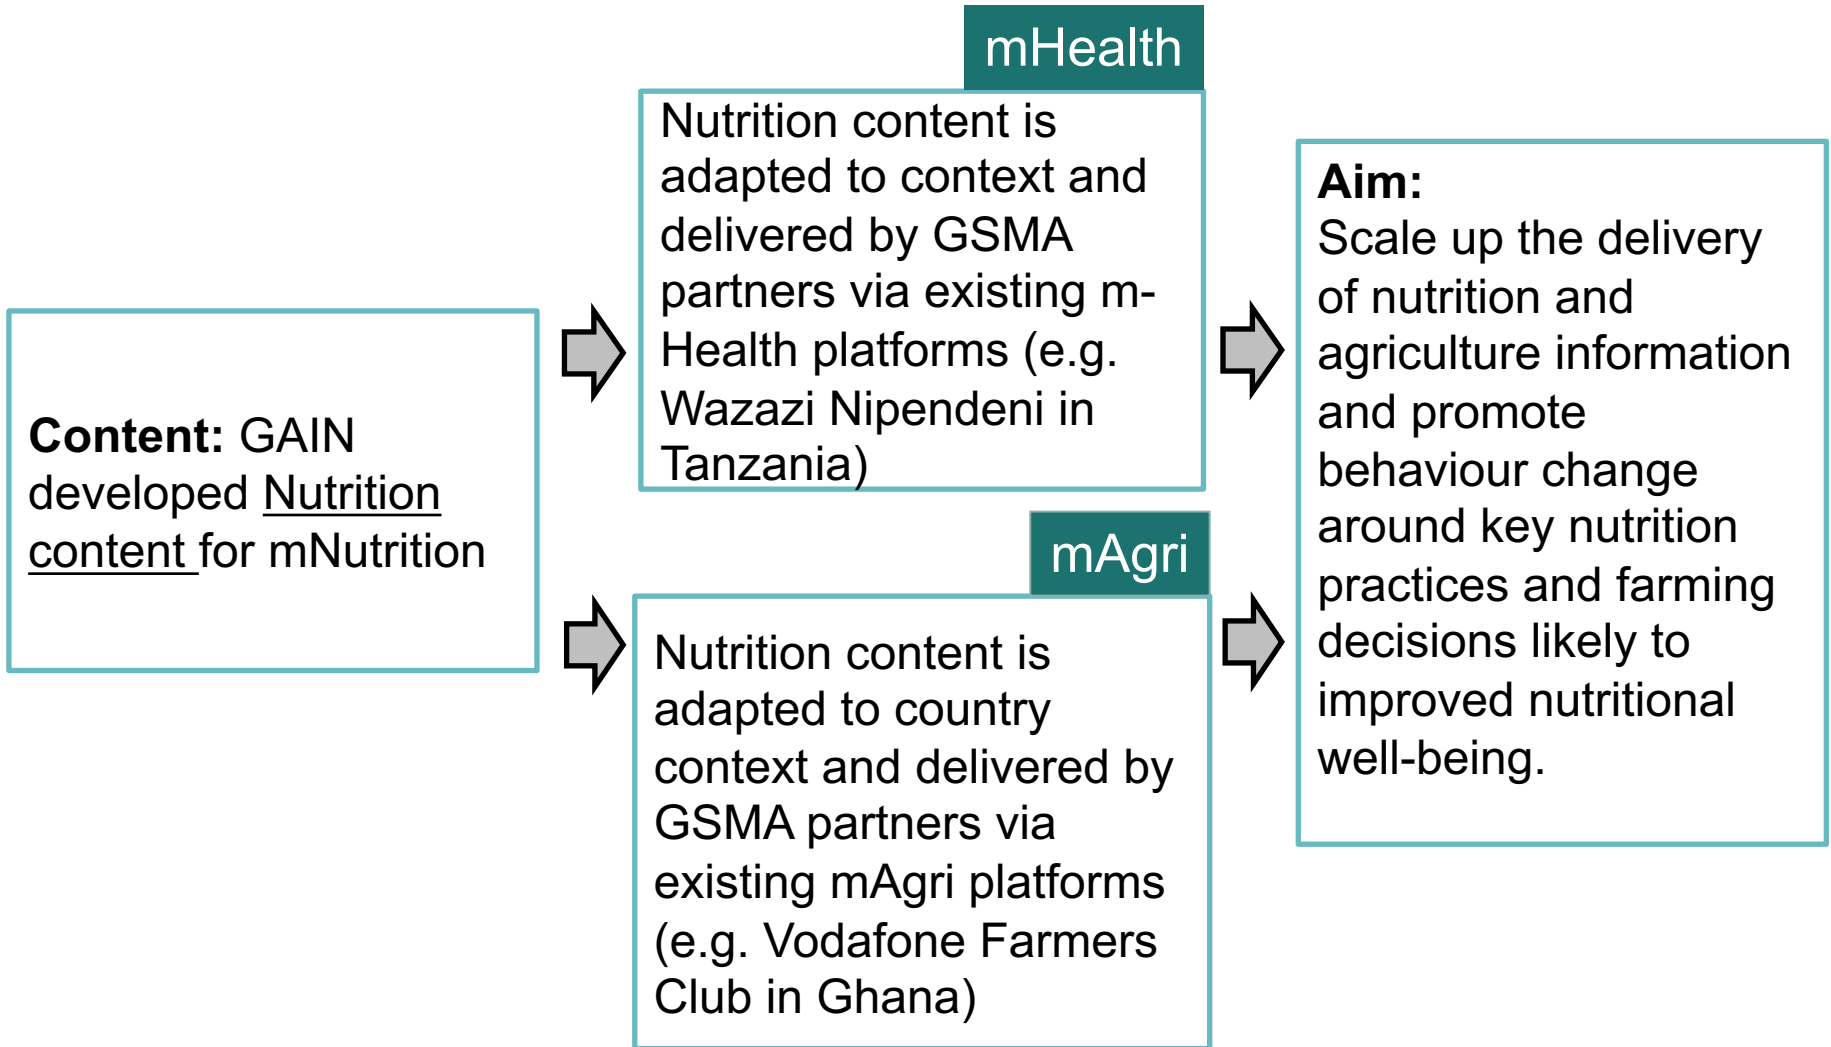 Content: GAIN
developed Nutrition
content for mNutrition
mHealth
Nutrition content is
adapted to context and
delivered by GSMA
partners via existing m-
Health platforms (e.g.
Wazazi Nipendeni in
Tanzania)
mAgri
Nutrition content is
adapted to country
context and delivered by
GSMA partners via
existing mAgri platforms
(e.g. Vodafone Farmers
Club in Ghana)
Aim:
Scale up the delivery
of nutrition and
agriculture information
and promote
behaviour change
around key nutrition
practices and farming
decisions likely to
improved nutritional
well-being.